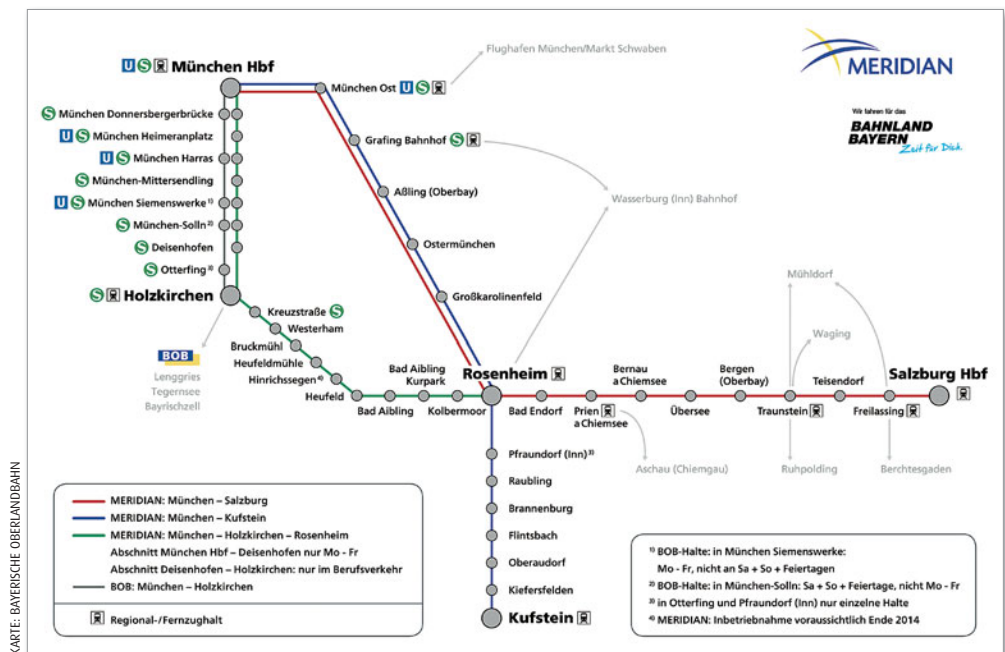 Flughafen München/Markt Schwaben
MERIDIAN
Wir fahren für das
BAHNLAND
BAYERN
Zeit für Dich.
U S München Hbf
München Ost U S
S München Donnersbergerbrücke
U S München Heimeranplatz
U S München Harras
S München-Mittersendling
U S München Siemenswerke ¹⁾
S München-Solln ²⁾
S Deisenhofen
S Otterfing ³⁾
S Holzkirchen
Grafing Bahnhof S
Aßling (Oberbay)
Ostermünchen
Großkarolinenfeld
Wasserburg (Inn) Bahnhof
BOB
Lenggries
Tegernsee
Bayrischzell
Kreuzstraße S
Westerham
Bruckmühl
Heufeldmühle
Hinrichssegen ⁴⁾
Heufeld
Bad Aibling
Bad Aibling
Kurpark
Kolbermoor
Rosenheim
Bad Endorf
Prien
a Chiemsee
Bernau
a Chiemsee
Übersee
Bergen
(Oberbay)
Traunstein
Teisendorf
Freilassing
Salzburg Hbf
Mühldorf
Waging
Aschau (Chiemgau)
Ruhpolding
Berchtesgaden
Pfraundorf (Inn) ³⁾
Raubling
Brannenburg
Flintsbach
Oberaudorf
Kiefersfelden
Kufstein
MERIDIAN: München – Salzburg
MERIDIAN: München – Kufstein
MERIDIAN: München – Holzkirchen – Rosenheim
Abschnitt München Hbf – Deisenhofen nur Mo - Fr
Abschnitt Deisenhofen – Holzkirchen: nur im Berufsverkehr
BOB: München – Holzkirchen
Regional-/Fernzughalt
¹⁾ BOB-Halte: in München Siemenswerke:
Mo - Fr, nicht an Sa + So + Feiertagen
²⁾ BOB-Halte: in München-Solln: Sa + So + Feiertage, nicht Mo - Fr
³⁾ in Otterfing und Pfraundorf (Inn) nur einzelne Halte
⁴⁾ MERIDIAN: Inbetriebnahme voraussichtlich Ende 2014
KARTE: BAYERISCHE OBERLANDBAHN